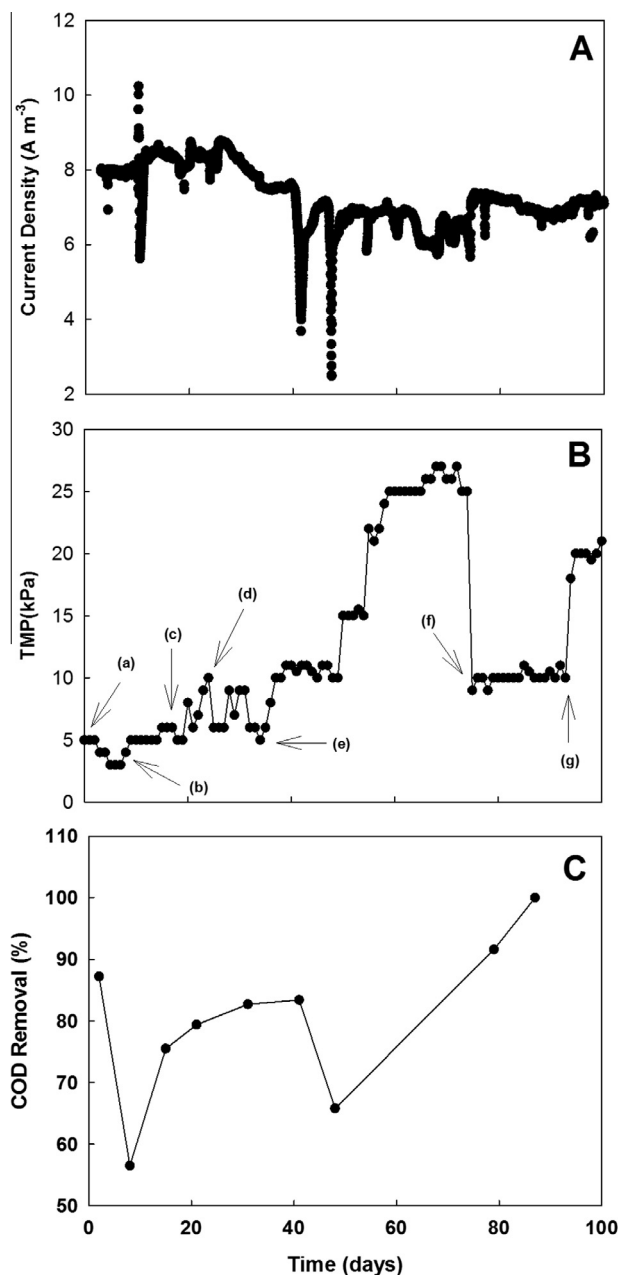 A
12
10
8
6
4
2
Current Density (A m⁻³)
B
30
25
20
15
10
5
0
TMP(kPa)
(a)
(b)
(c)
(d)
(e)
(f)
(g)
C
110
100
90
80
70
60
50
COD Removal (%)
0 20 40 60 80 100
Time (days)